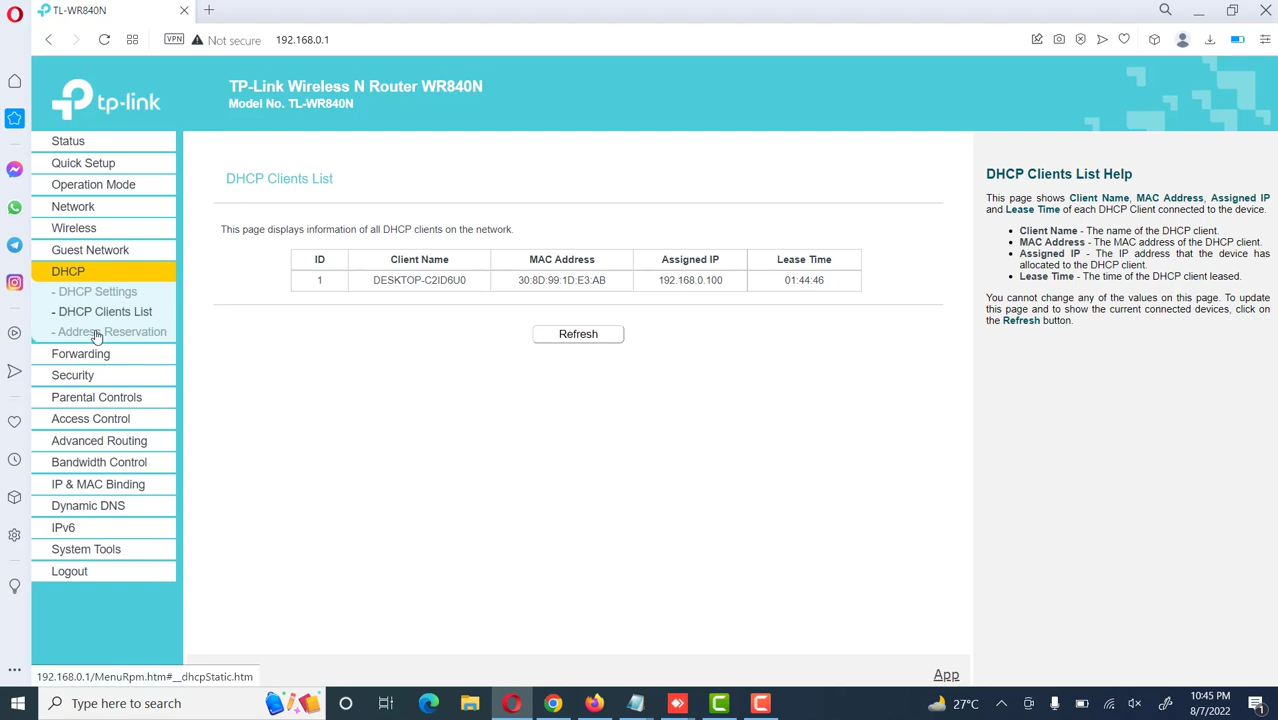 TL-WR840N
VPN
Not secure
192.168.0.1
tp-link
TP-Link Wireless N Router WR840N
Model No. TL-WR840N
Status
Quick Setup
Operation Mode
Network
Wireless
Guest Network
DHCP
- DHCP Settings
- DHCP Clients List
- Address Reservation
Forwarding
Security
Parental Controls
Access Control
Advanced Routing
Bandwidth Control
IP & MAC Binding
Dynamic DNS
IPv6
System Tools
Logout
DHCP Clients List
This page displays information of all DHCP clients on the network.
ID Client Name MAC Address Assigned IP Lease Time
1 DESKTOP-C2ID6U0 30:8D:99:1D:E3:AB 192.168.0.100 01:44:46
Refresh
App
DHCP Clients List Help
This page shows Client Name, MAC Address, Assigned IP
and Lease Time of each DHCP Client connected to the device.
Client Name - The name of the DHCP client.
MAC Address - The MAC address of the DHCP client.
Assigned IP - The IP address that the device has
allocated to the DHCP client.
Lease Time - The time of the DHCP client leased.
You cannot change any of the values on this page. To update
this page and to show the current connected devices, click on
the Refresh button.
192.168.0.1/MenuRpm.htm#__dhcpStatic.htm
Type here to search
27°C
10:45 PM
8/7/2022
1